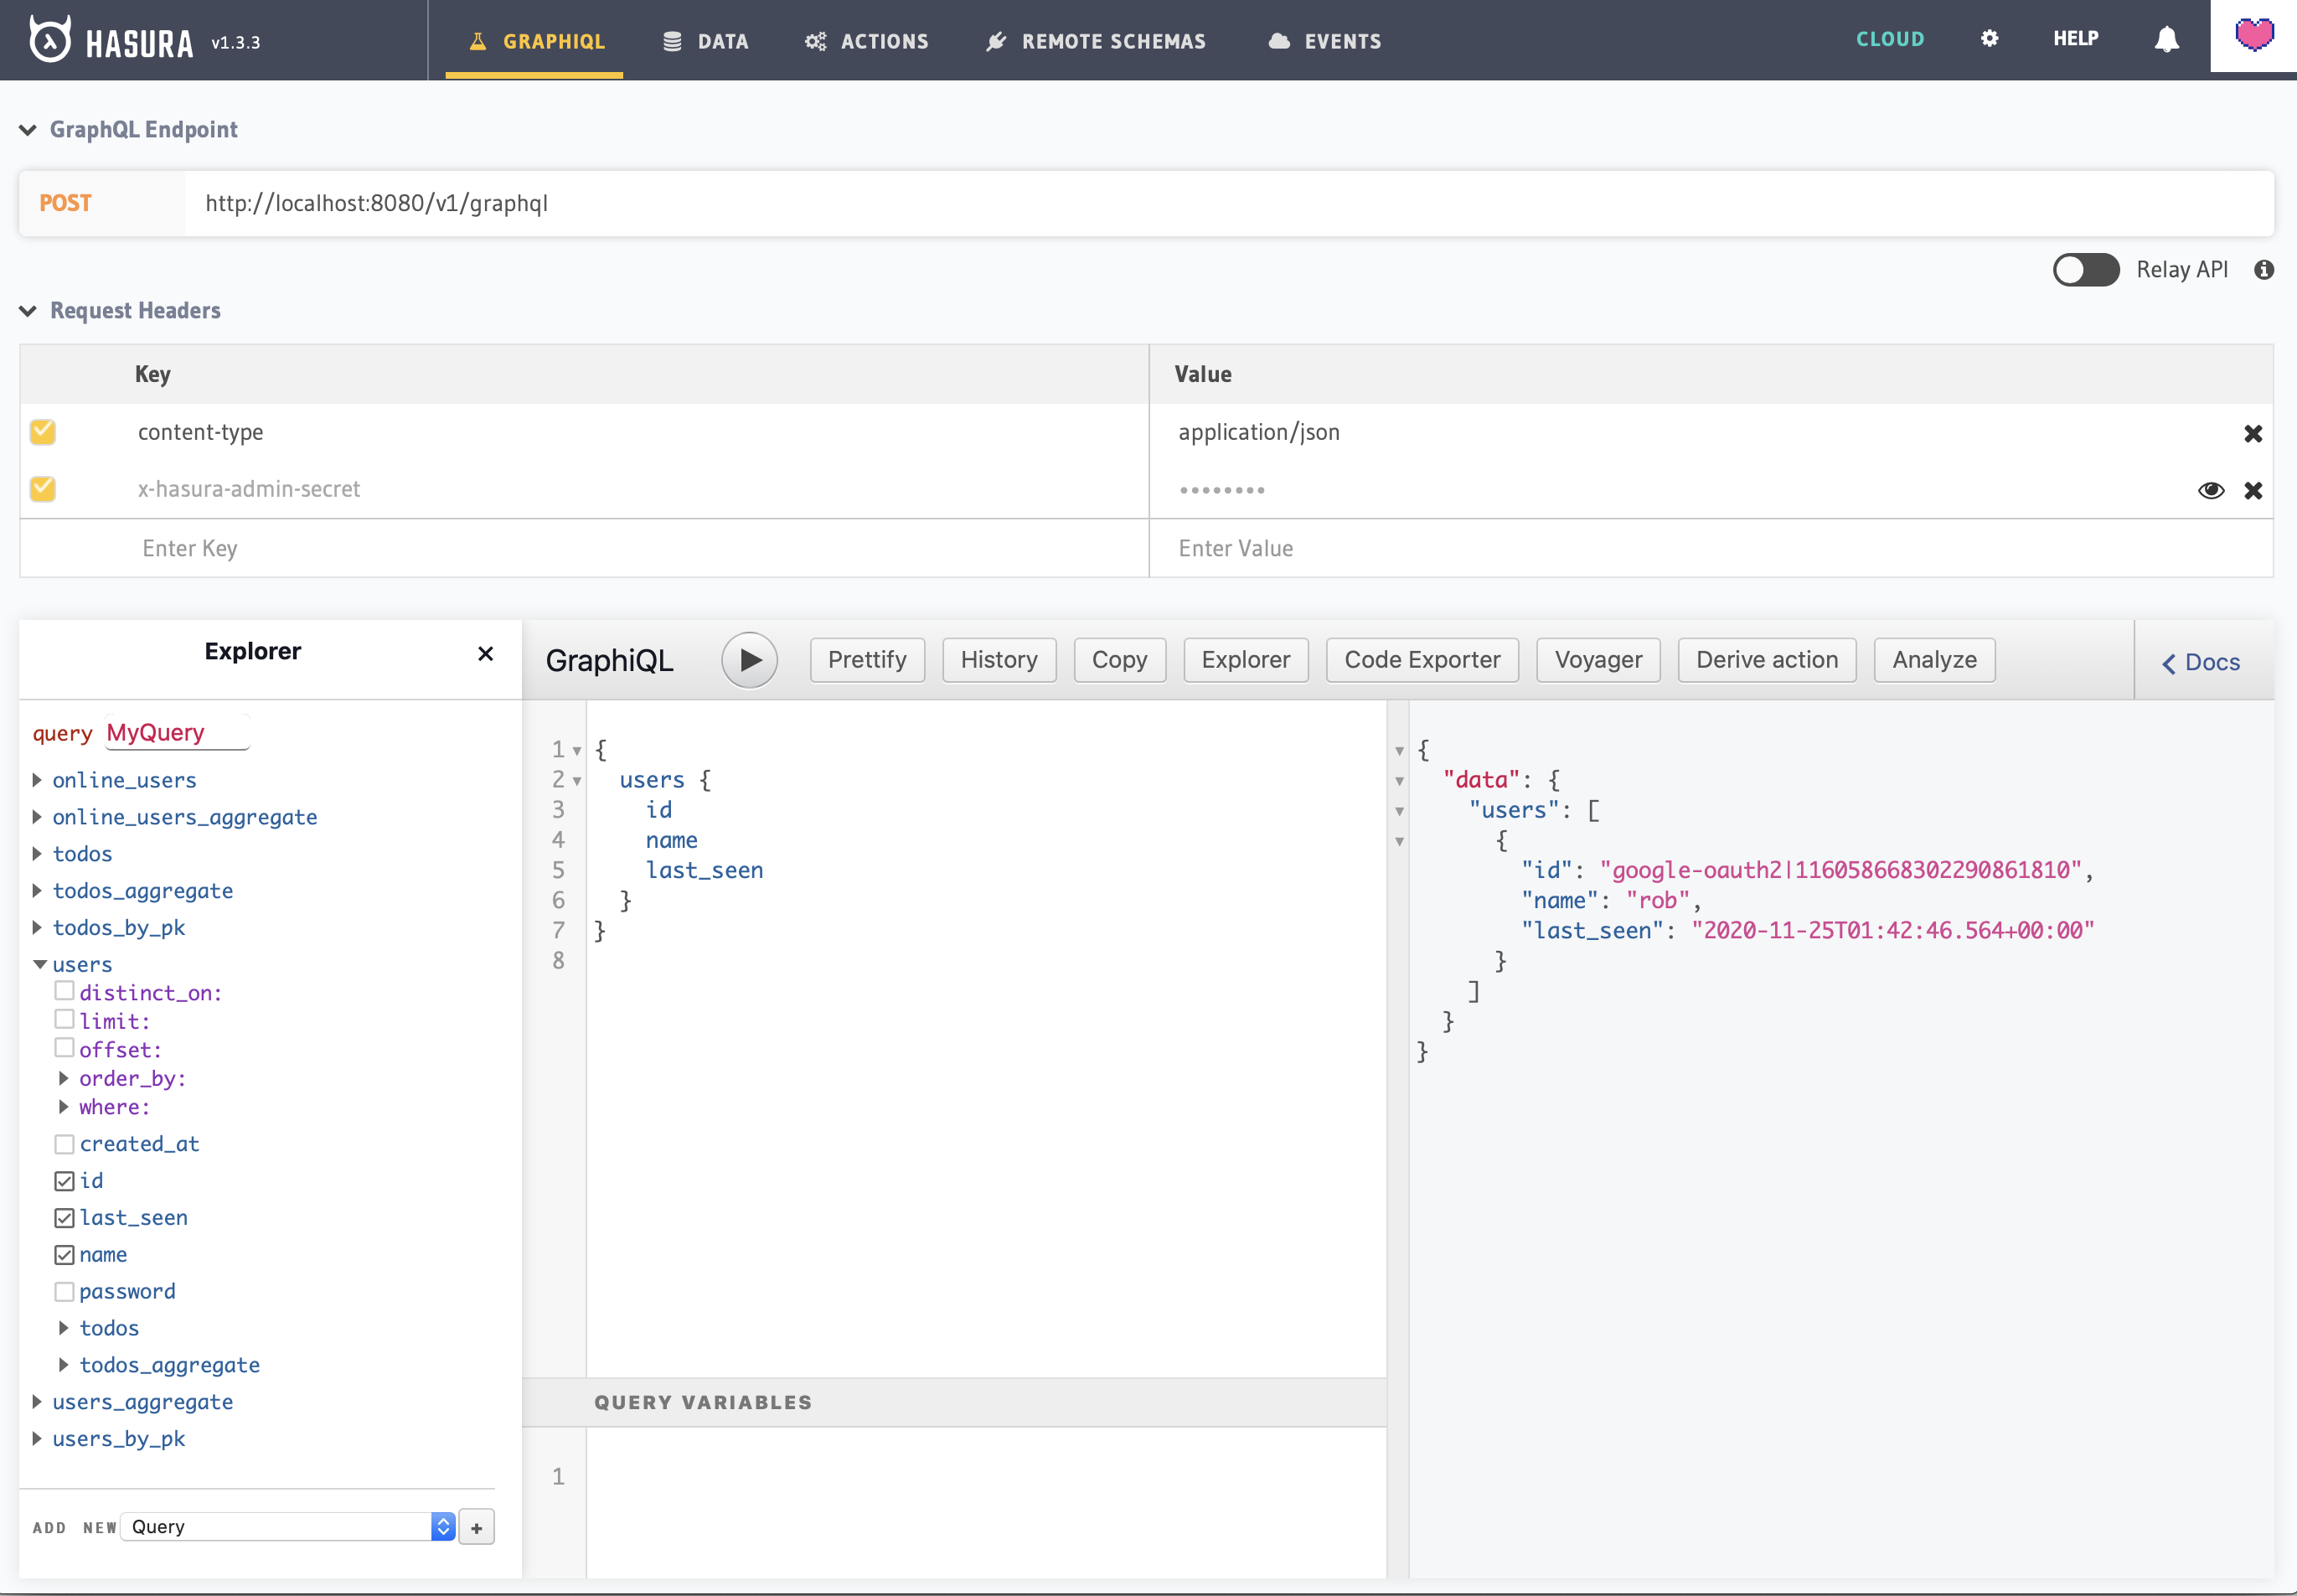 HASURA v1.3.3 GRAPHIQL DATA ACTIONS REMOTE SCHEMAS EVENTS CLOUD HELP
GraphQL Endpoint
POST http://localhost:8080/v1/graphql
Relay API
Request Headers
Key Value
content-type application/json
x-hasura-admin-secret ••••••••
Enter Key Enter Value
Explorer
GraphiQL Prettify History Copy Explorer Code Exporter Voyager Derive action Analyze Docs
query MyQuery
online_users
online_users_aggregate
todos
todos_aggregate
todos_by_pk
users
distinct_on:
limit:
offset:
order_by:
where:
created_at
id
last_seen
name
password
todos
todos_aggregate
users_aggregate
users_by_pk
ADD NEW Query +
1 {
2 users {
3 id
4 name
5 last_seen
6 }
7 }
8
QUERY VARIABLES
1
{
"data": {
"users": [
{
"id": "google-oauth2|116058668302290861810",
"name": "rob",
"last_seen": "2020-11-25T01:42:46.564+00:00"
}
]
}
}